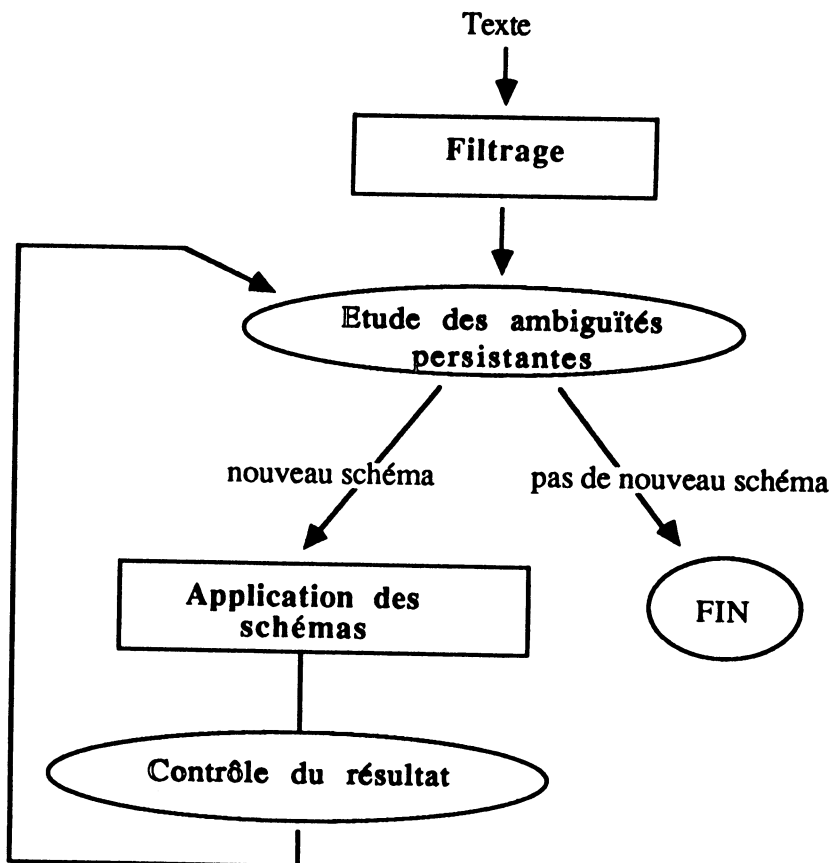 Texte
Filtrage
Etude des ambiguïtés
persistantes
nouveau schéma
pas de nouveau schéma
Application des
schémas
FIN
Contrôle du résultat